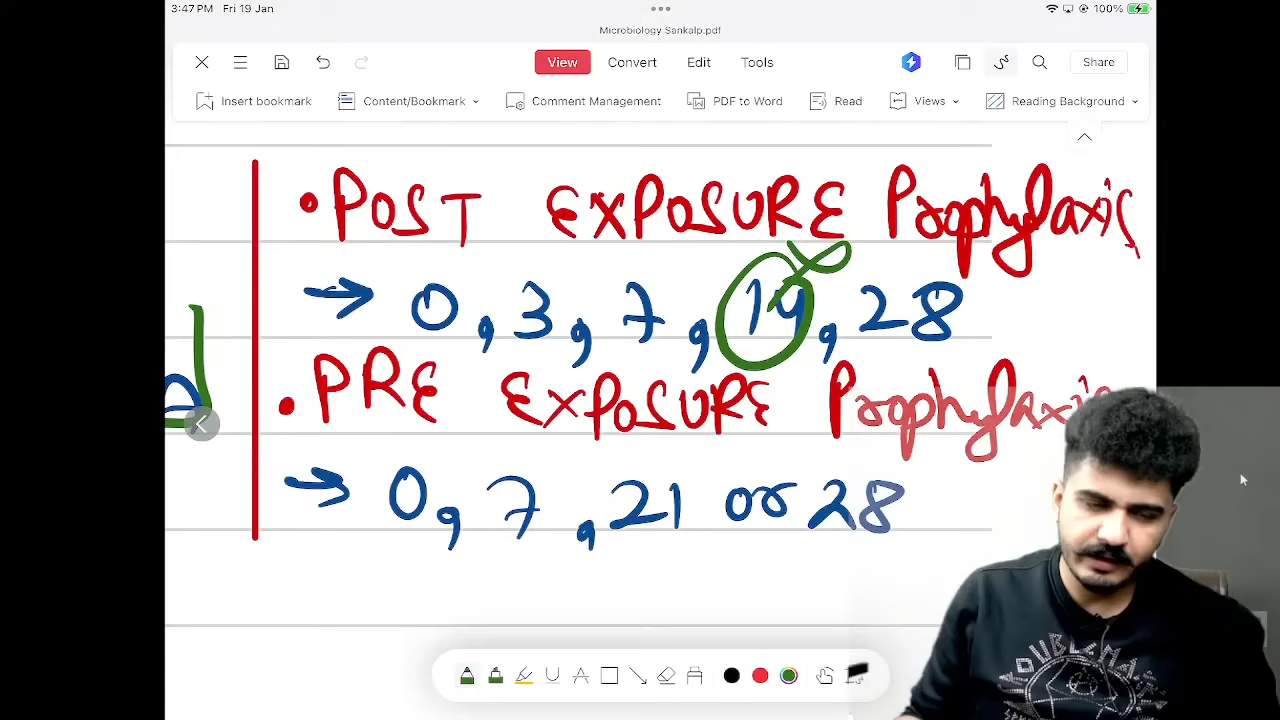 3:47 PM Fri 19 Jan
100%
Microbiology Sankalp.pdf
View Convert Edit Tools
Share
Insert bookmark Content/Bookmark Comment Management PDF to Word Read Views Reading Background
• POST EXPOSURE Prophylaxis
→ 0, 3, 7, 14, 28
• PRE EXPOSURE Prophylaxis
→ 0, 7, 21 or 28